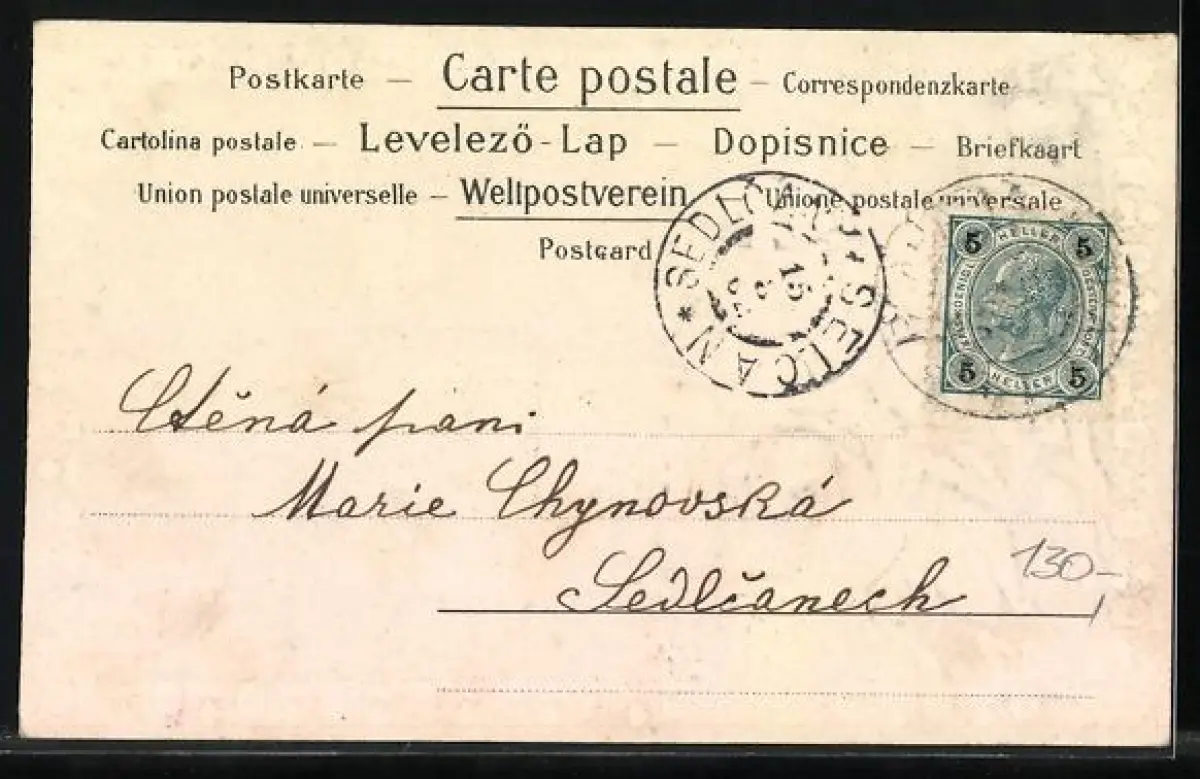 Postkarte — Carte postale — Correspondenzkarte
Cartolina postale — Levelező-Lap — Dopisnice — Briefkaart
Union postale universelle — Weltpostverein — Unione postale universale
Postcard
* SEDLČANY * SELČAN
15
5 HELLER 5
5 HELLER 5
Ctěná paní
Marie Chynovská
Sedlčanech
130-